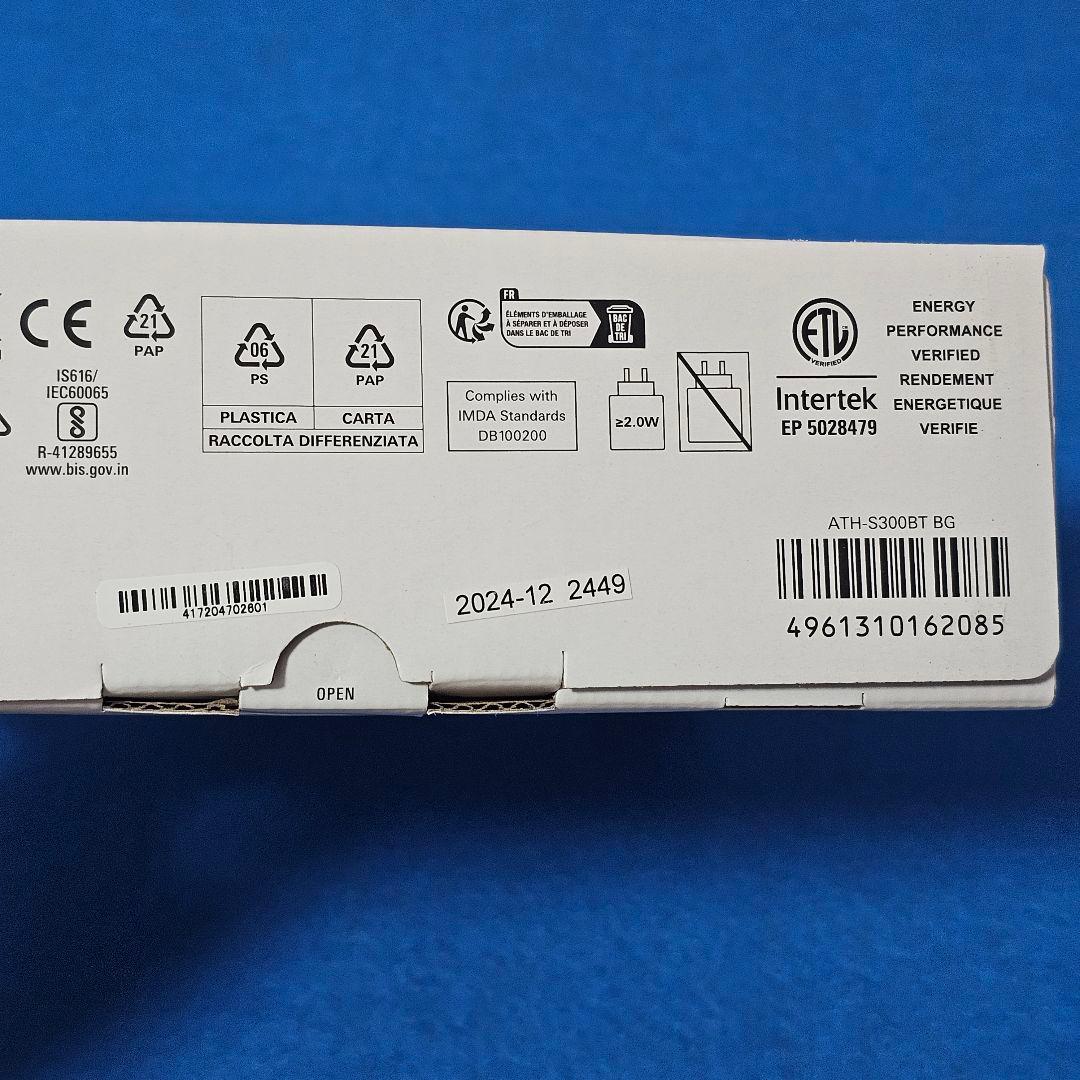 CE
21
PAP
IS616/
IEC60065
R-41289655
www.bis.gov.in
06
PS
21
PAP
PLASTICA
CARTA
RACCOLTA DIFFERENZIATA
FR
ÉLÉMENTS D'EMBALLAGE
À SÉPARER ET À DÉPOSER
DANS LE BAC DE TRI
BAC
DE
TRI
Complies with
IMDA Standards
DB100200
≥2.0W
ETL
VERIFIED
Intertek
EP 5028479
ENERGY
PERFORMANCE
VERIFIED
RENDEMENT
ENERGETIQUE
VERIFIE
ATH-S300BT BG
4961310162085
417204702601
2024-12 2449
OPEN